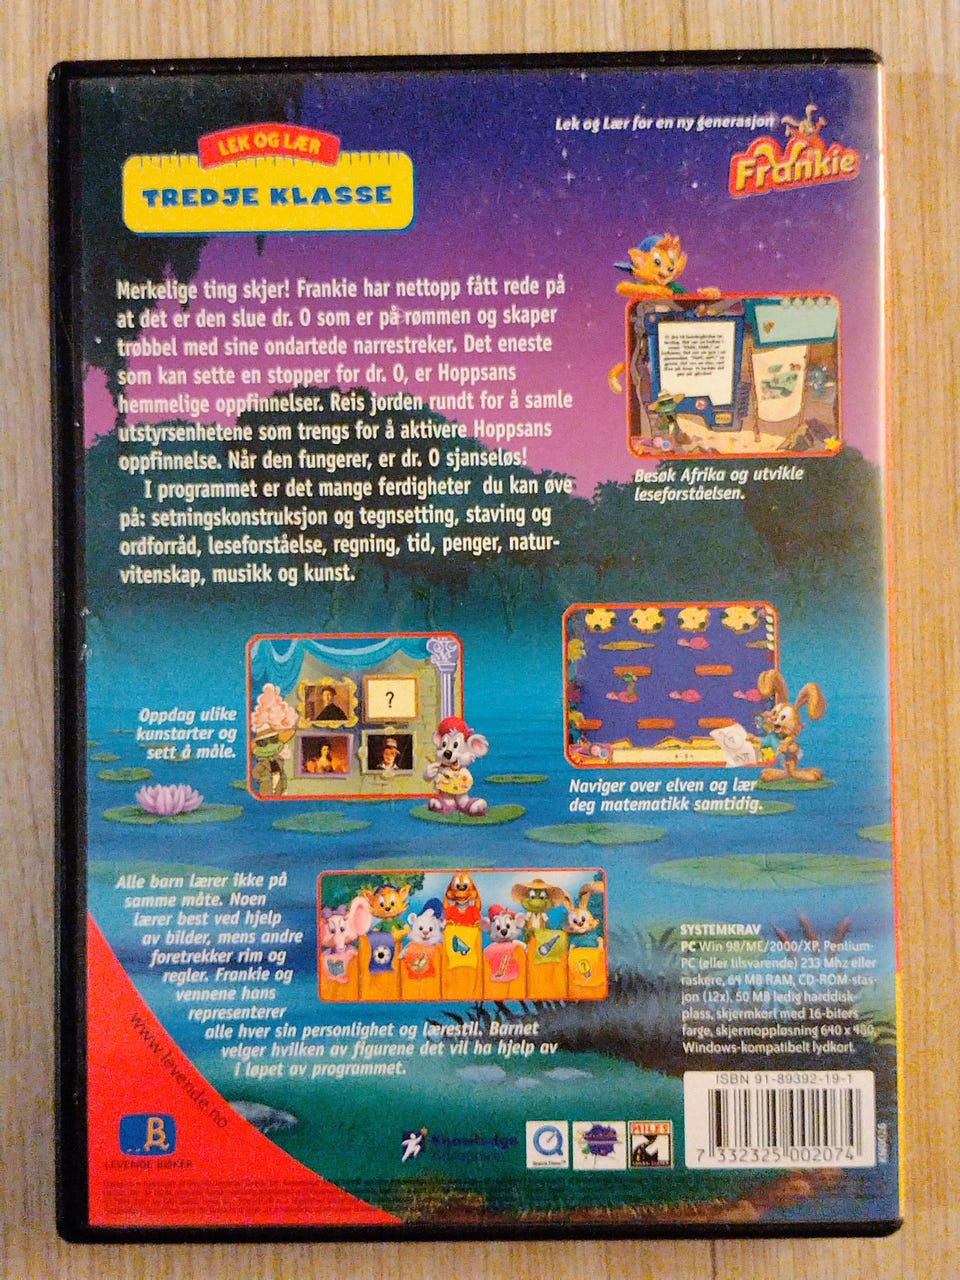 LEK OG LÆR
TREDJE KLASSE
Lek og Lær for en ny generasjon
Frankie
Merkelige ting skjer! Frankie har nettopp fått rede på
at det er den slue dr. O som er på rømmen og skaper
trøbbel med sine ondartede narrestreker. Det eneste
som kan sette en stopper for dr. O, er Hoppsans
hemmelige oppfinnelser. Reis jorden rundt for å samle
utstyrsenhetene som trengs for å aktivere Hoppsans
oppfinnelse. Når den fungerer, er dr. O sjanseløs!
I programmet er det mange ferdigheter du kan øve
på: setningskonstruksjon og tegnsetting, staving og
ordforråd, leseforståelse, regning, tid, penger, natur-
vitenskap, musikk og kunst.
Besøk Afrika og utvikle
leseforståelsen.
?
Oppdag ulike
kunstarter og
sett å måle.
Naviger over elven og lær
deg matematikk samtidig.
Alle barn lærer ikke på
samme måte. Noen
lærer best ved hjelp
av bilder, mens andre
foretrekker rim og
regler. Frankie og
vennene hans
representerer
alle hver sin personlighet og lærestil. Barnet
velger hvilken av figurene det vil ha hjelp av
i løpet av programmet.
SYSTEMKRAV
PC Win 98/ME/2000/XP, Pentium-
PC (eller tilsvarende) 233 Mhz eller
raskere, 64 MB RAM, CD-ROM-stas-
jon (12x), 50 MB ledig harddisk-
plass, skjermkort med 16-biters
farge, skjermoppløsning 640 x 480,
Windows-kompatibelt lydkort.
www.levende.no
B
LEVENDE BØKER
Knowledge
QuickTime
MILES
ISBN 91-89392-19-1
7 332325 002074